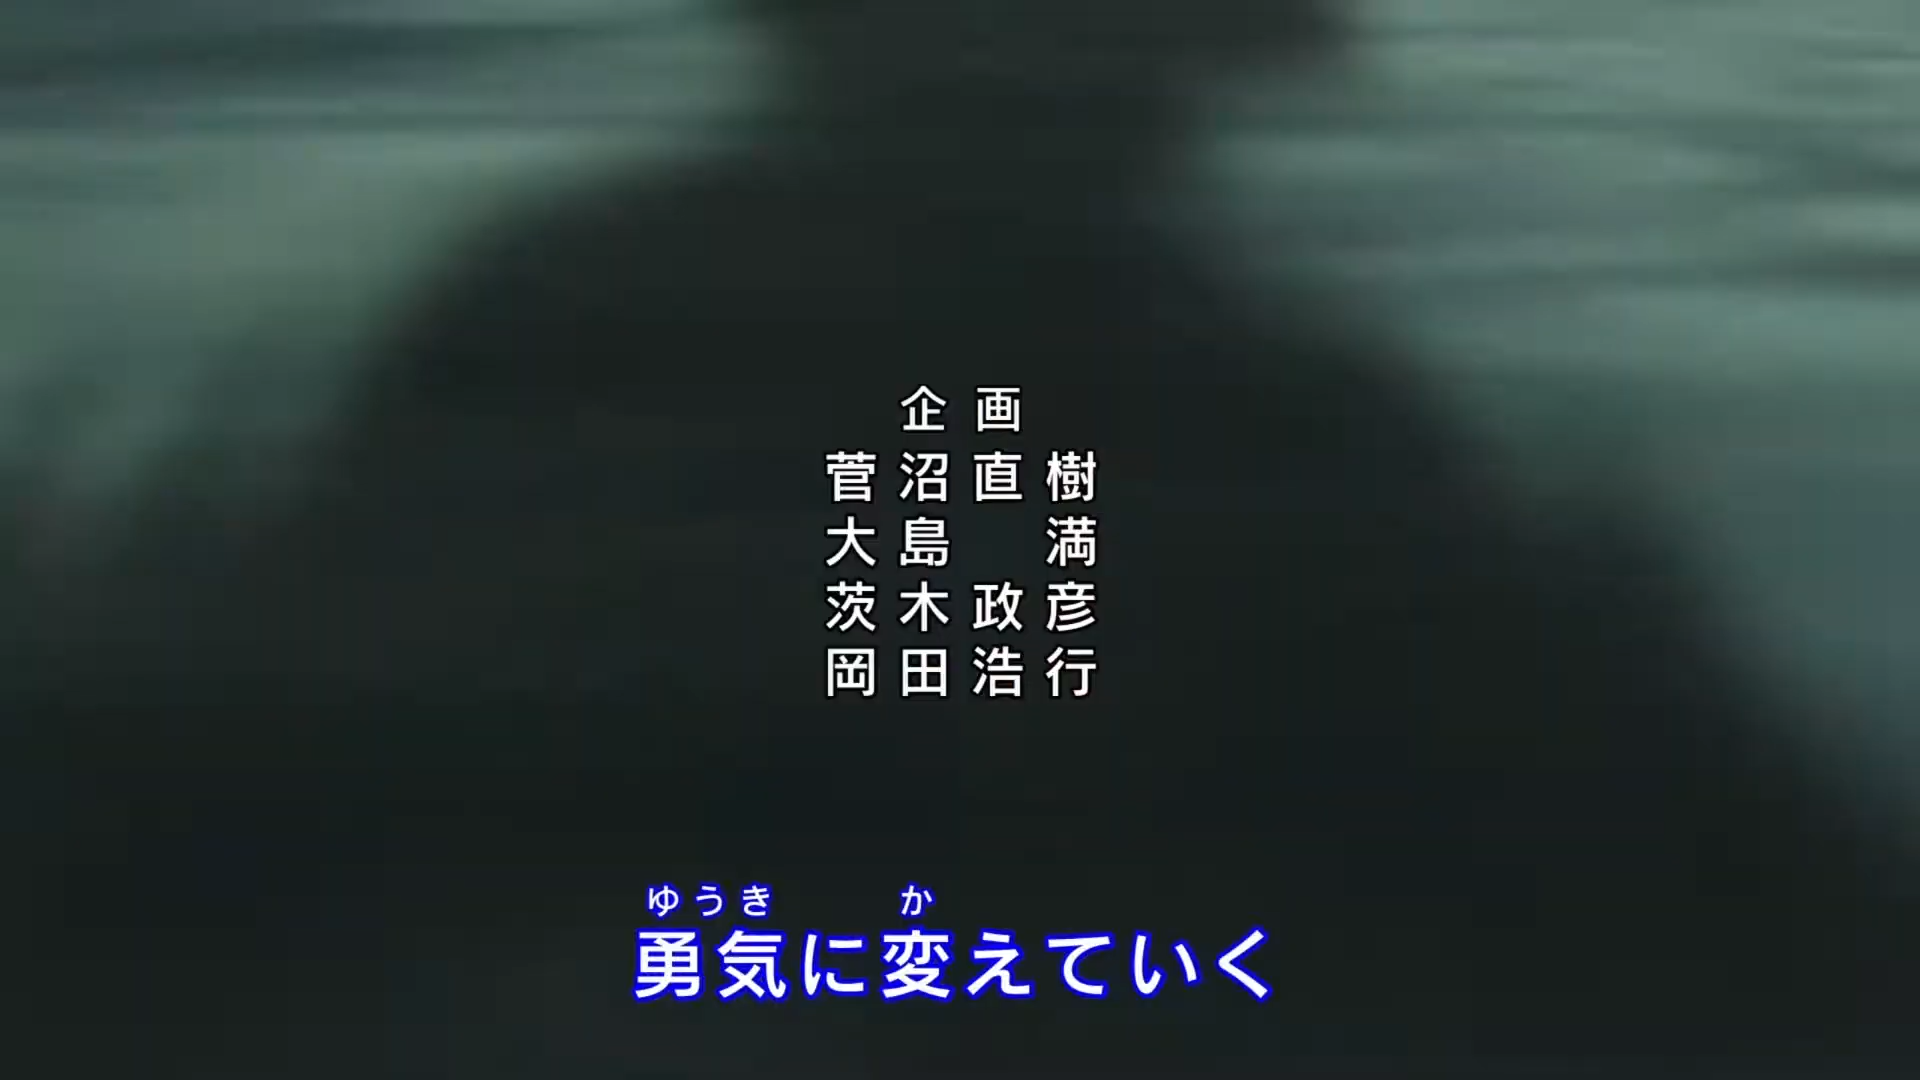 企画
菅沼直樹
大島 満
茨木政彦
岡田浩行
ゆうき か
勇気に変えていく